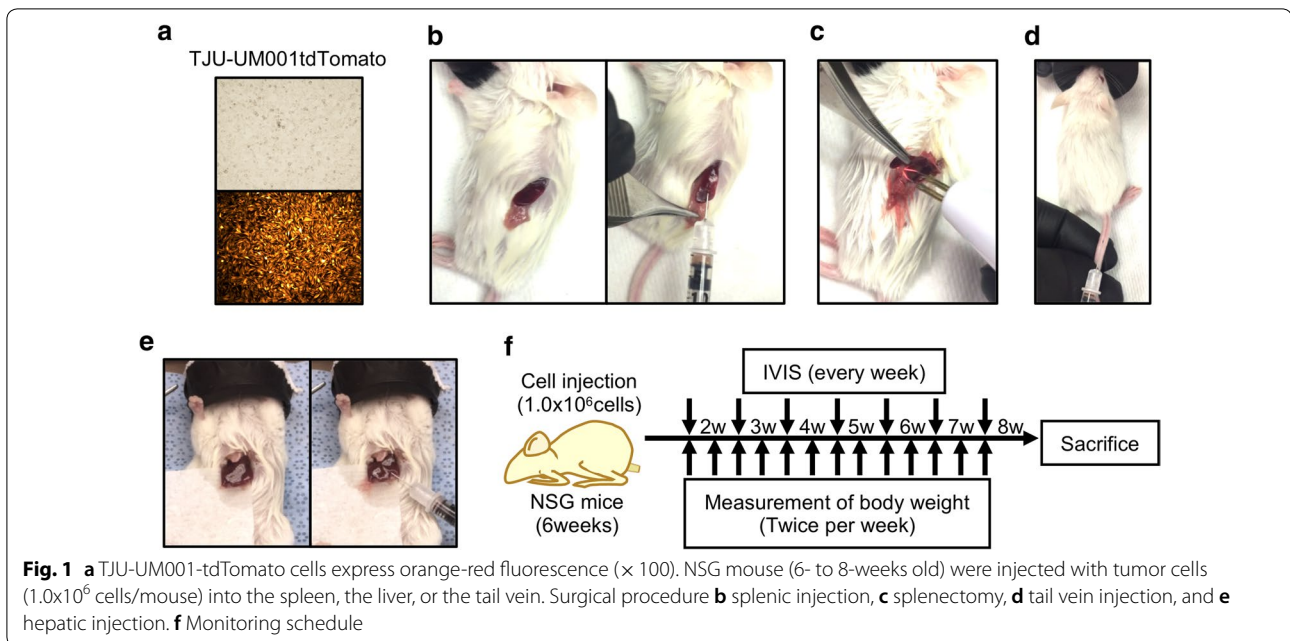 a
TJU-UM001tdTomato
b
c
d
e
f
Cell injection
(1.0x10⁶cells)
NSG mice
(6weeks)
IVIS (every week)
2w 3w 4w 5w 6w 7w 8w
Measurement of body weight
(Twice per week)
Sacrifice
Fig. 1 a TJU-UM001-tdTomato cells express orange-red fluorescence (× 100). NSG mouse (6- to 8-weeks old) were injected with tumor cells
(1.0x10⁶ cells/mouse) into the spleen, the liver, or the tail vein. Surgical procedure b splenic injection, c splenectomy, d tail vein injection, and e
hepatic injection. f Monitoring schedule